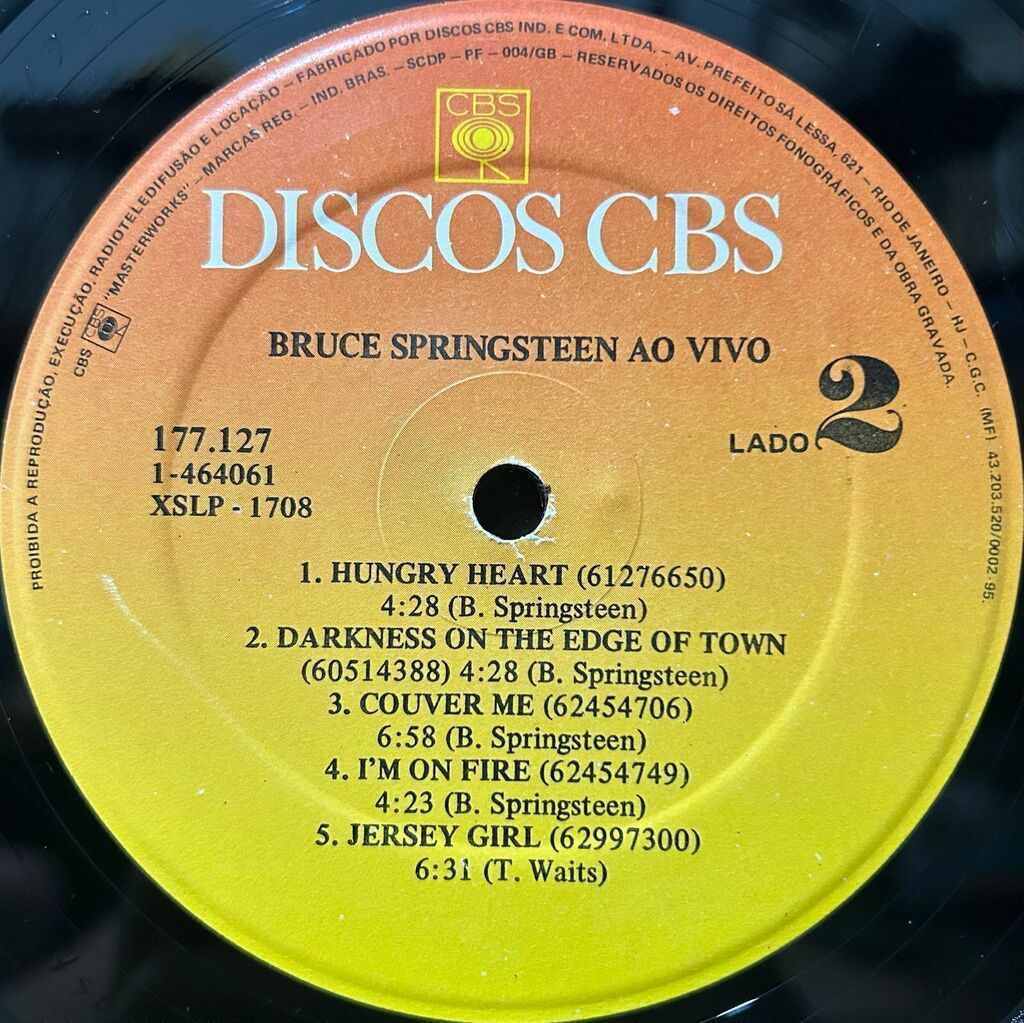 PROIBIDA A REPRODUÇÃO, EXECUÇÃO, RADIOTELEDIFUSÃO E LOCAÇÃO – FABRICADO POR DISCOS CBS IND. E COM. LTDA. – AV. PREFEITO SÁ LESSA, 621 – RIO DE JANEIRO – RJ – C.G.C. (MF) 43.203.520/0002-95.
CBS CBS "MASTERWORKS" – MARCAS REG. – IND. BRAS. – SCDP – PF – 004/GB – RESERVADOS OS DIREITOS FONOGRÁFICOS E DA OBRA GRAVADA.
CBS
DISCOS CBS
BRUCE SPRINGSTEEN AO VIVO
LADO 2
177.127
1-464061
XSLP - 1708
1. HUNGRY HEART (61276650)
4:28 (B. Springsteen)
2. DARKNESS ON THE EDGE OF TOWN
(60514388) 4:28 (B. Springsteen)
3. COUVER ME (62454706)
6:58 (B. Springsteen)
4. I'M ON FIRE (62454749)
4:23 (B. Springsteen)
5. JERSEY GIRL (62997300)
6:31 (T. Waits)